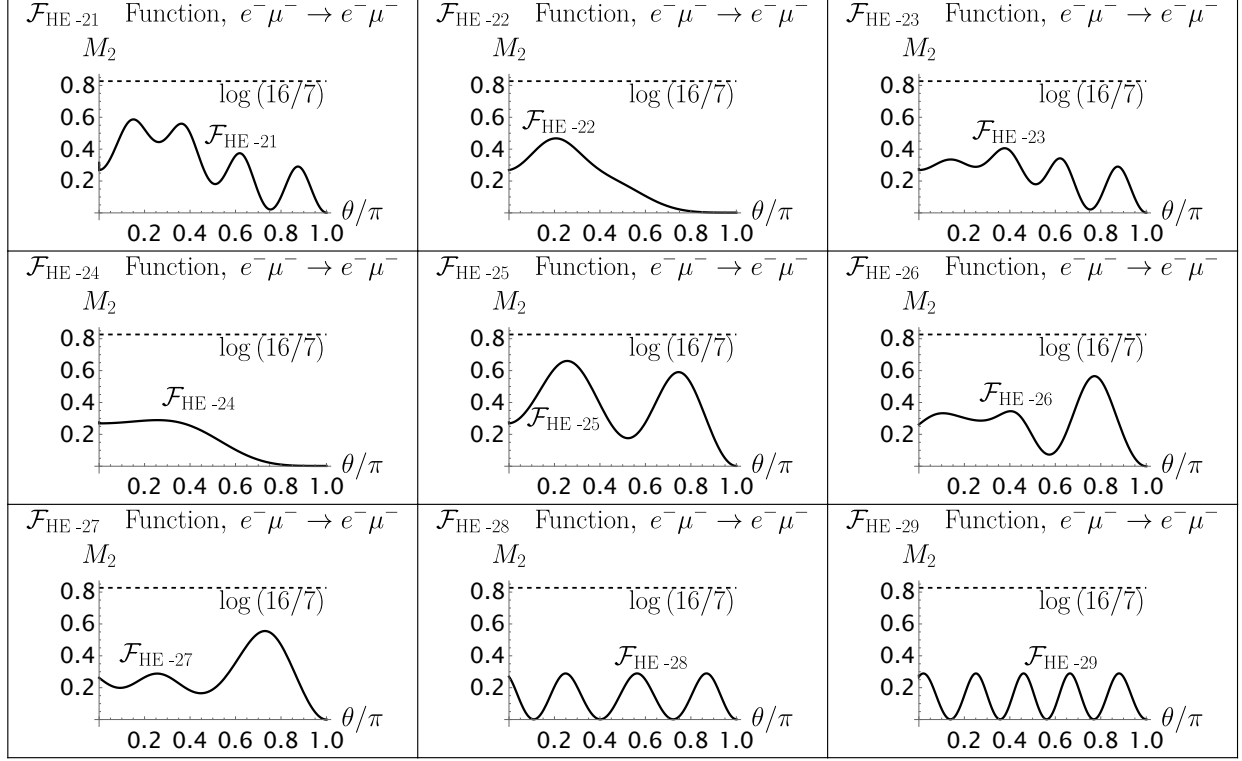 ℱHE -21 Function, e⁻μ⁻ → e⁻μ⁻
M₂
0.8
log (16/7)
0.6
ℱHE -21
0.4
0.2
θ/π
0.2 0.4 0.6 0.8 1.0
ℱHE -22 Function, e⁻μ⁻ → e⁻μ⁻
M₂
0.8
log (16/7)
0.6
ℱHE -22
0.4
0.2
θ/π
0.2 0.4 0.6 0.8 1.0
ℱHE -23 Function, e⁻μ⁻ → e⁻μ⁻
M₂
0.8
log (16/7)
0.6
ℱHE -23
0.4
0.2
θ/π
0.2 0.4 0.6 0.8 1.0
ℱHE -24 Function, e⁻μ⁻ → e⁻μ⁻
M₂
0.8
log (16/7)
0.6
ℱHE -24
0.4
0.2
θ/π
0.2 0.4 0.6 0.8 1.0
ℱHE -25 Function, e⁻μ⁻ → e⁻μ⁻
M₂
0.8
log (16/7)
0.6
0.4
ℱHE -25
0.2
θ/π
0.2 0.4 0.6 0.8 1.0
ℱHE -26 Function, e⁻μ⁻ → e⁻μ⁻
M₂
0.8
log (16/7)
0.6
ℱHE -26
0.4
0.2
θ/π
0.2 0.4 0.6 0.8 1.0
ℱHE -27 Function, e⁻μ⁻ → e⁻μ⁻
M₂
0.8
log (16/7)
0.6
ℱHE -27
0.4
0.2
θ/π
0.2 0.4 0.6 0.8 1.0
ℱHE -28 Function, e⁻μ⁻ → e⁻μ⁻
M₂
0.8
log (16/7)
0.6
ℱHE -28
0.4
0.2
θ/π
0.2 0.4 0.6 0.8 1.0
ℱHE -29 Function, e⁻μ⁻ → e⁻μ⁻
M₂
0.8
log (16/7)
0.6
ℱHE -29
0.4
0.2
θ/π
0.2 0.4 0.6 0.8 1.0